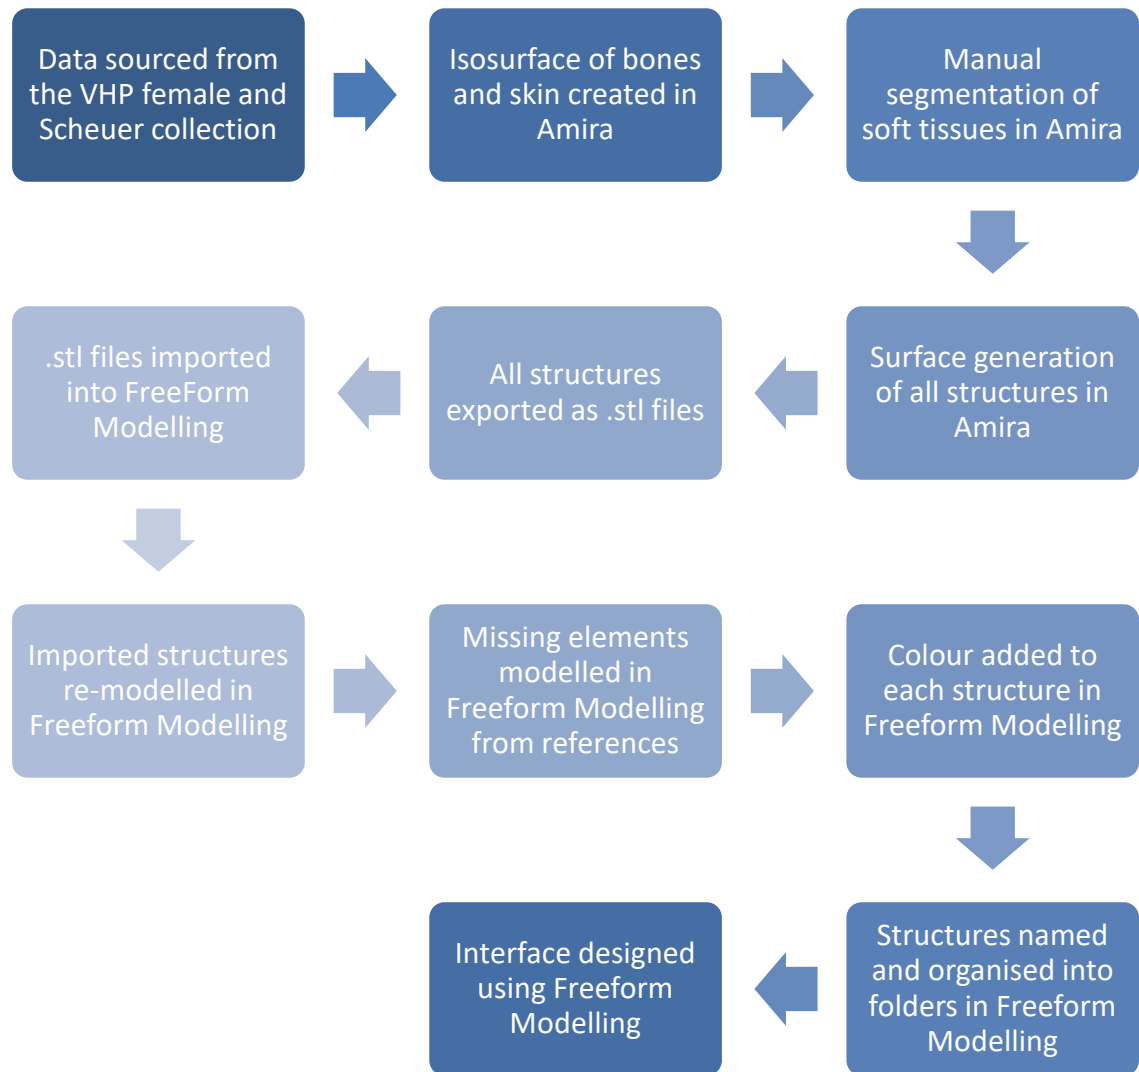 Data sourced from
the VHP female and
Scheuer collection
Isosurface of bones
and skin created in
Amira
Manual
segmentation of
soft tissues in Amira
Surface generation
of all structures in
Amira
All structures
exported as .stl files
.stl files imported
into FreeForm
Modelling
Imported structures
re-modelled in
Freeform Modelling
Missing elements
modelled in
Freeform Modelling
from references
Colour added to
each structure in
Freeform Modelling
Structures named
and organised into
folders in Freeform
Modelling
Interface designed
using Freeform
Modelling